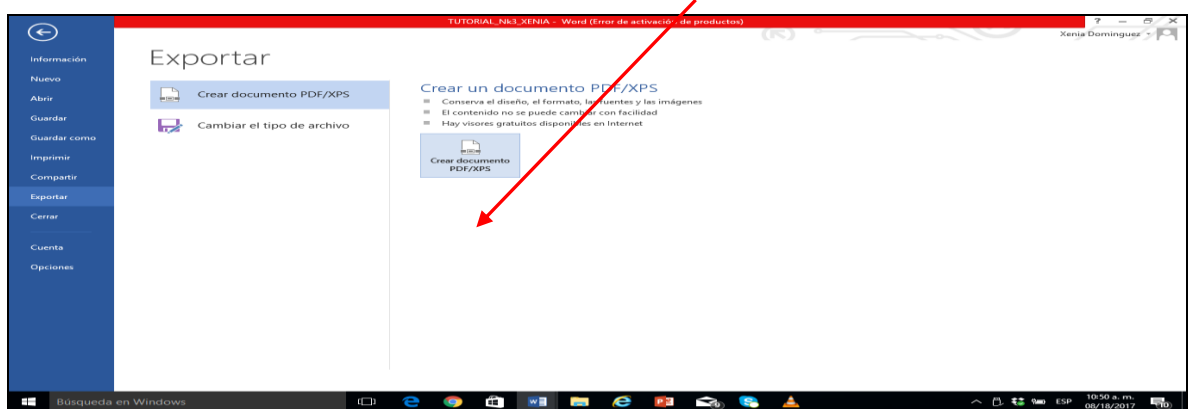 TUTORIAL_Nk3_XENIA - Word (Error de activación de productos)
Xenia Dominguez
Información
Nuevo
Abrir
Guardar
Guardar como
Imprimir
Compartir
Exportar
Cerrar
Cuenta
Opciones
Exportar
Crear documento PDF/XPS
Cambiar el tipo de archivo
Crear un documento PDF/XPS
Conserva el diseño, el formato, las fuentes y las imágenes
El contenido no se puede cambiar con facilidad
Hay visores gratuitos disponibles en Internet
Crear documento
PDF/XPS
Búsqueda en Windows
ESP
10:50 a. m.
08/18/2017